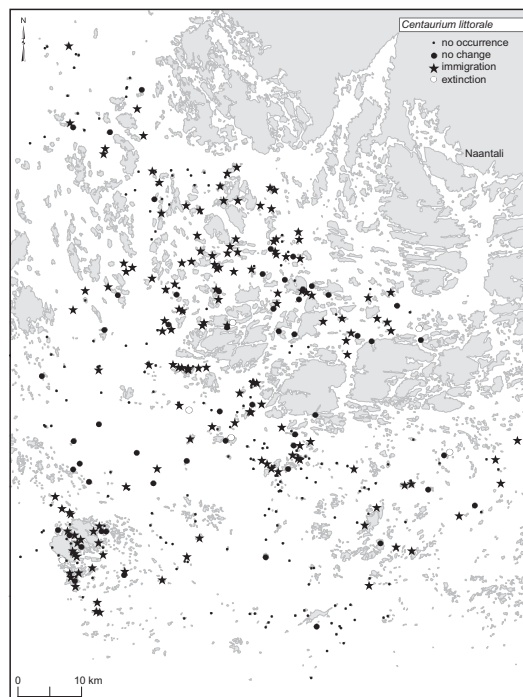 N
Centaurium littorale
no occurrence
no change
immigration
extinction
Naantali
0 10 km